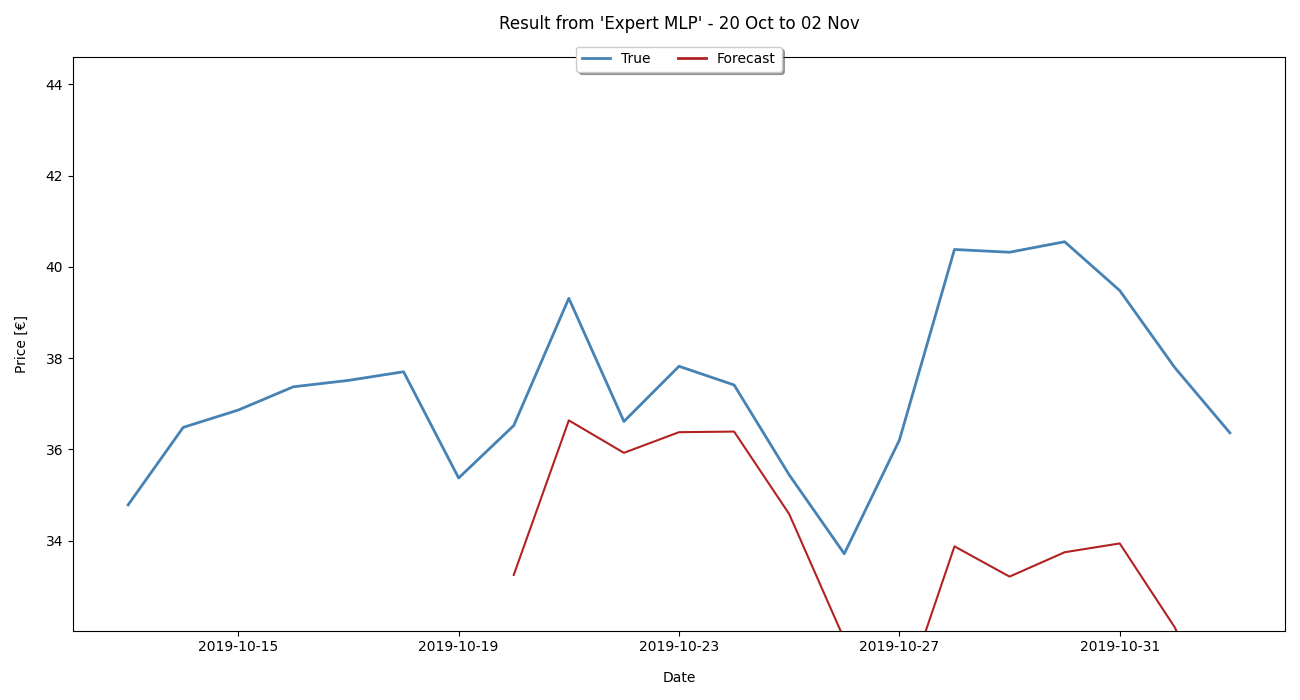 Result from 'Expert MLP' - 20 Oct to 02 Nov
True Forecast
44
42
40
38
36
34
Price [€]
2019-10-15 2019-10-19 2019-10-23 2019-10-27 2019-10-31
Date